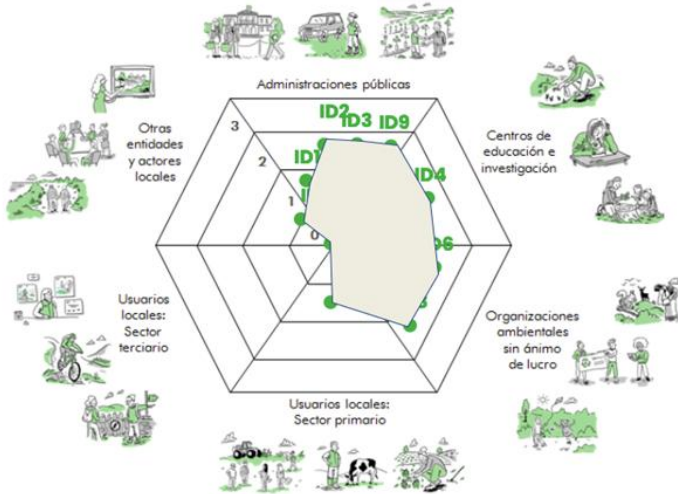 Administraciones públicas
Otras
entidades
y actores
locales
3
2
1
0
ID1
ID2
ID3
ID9
ID4
Centros de
educación e
investigación
Usuarios
locales:
Sector
terciario
Organizaciones
ambientales
sin ánimo
de lucro
Usuarios locales:
Sector primario